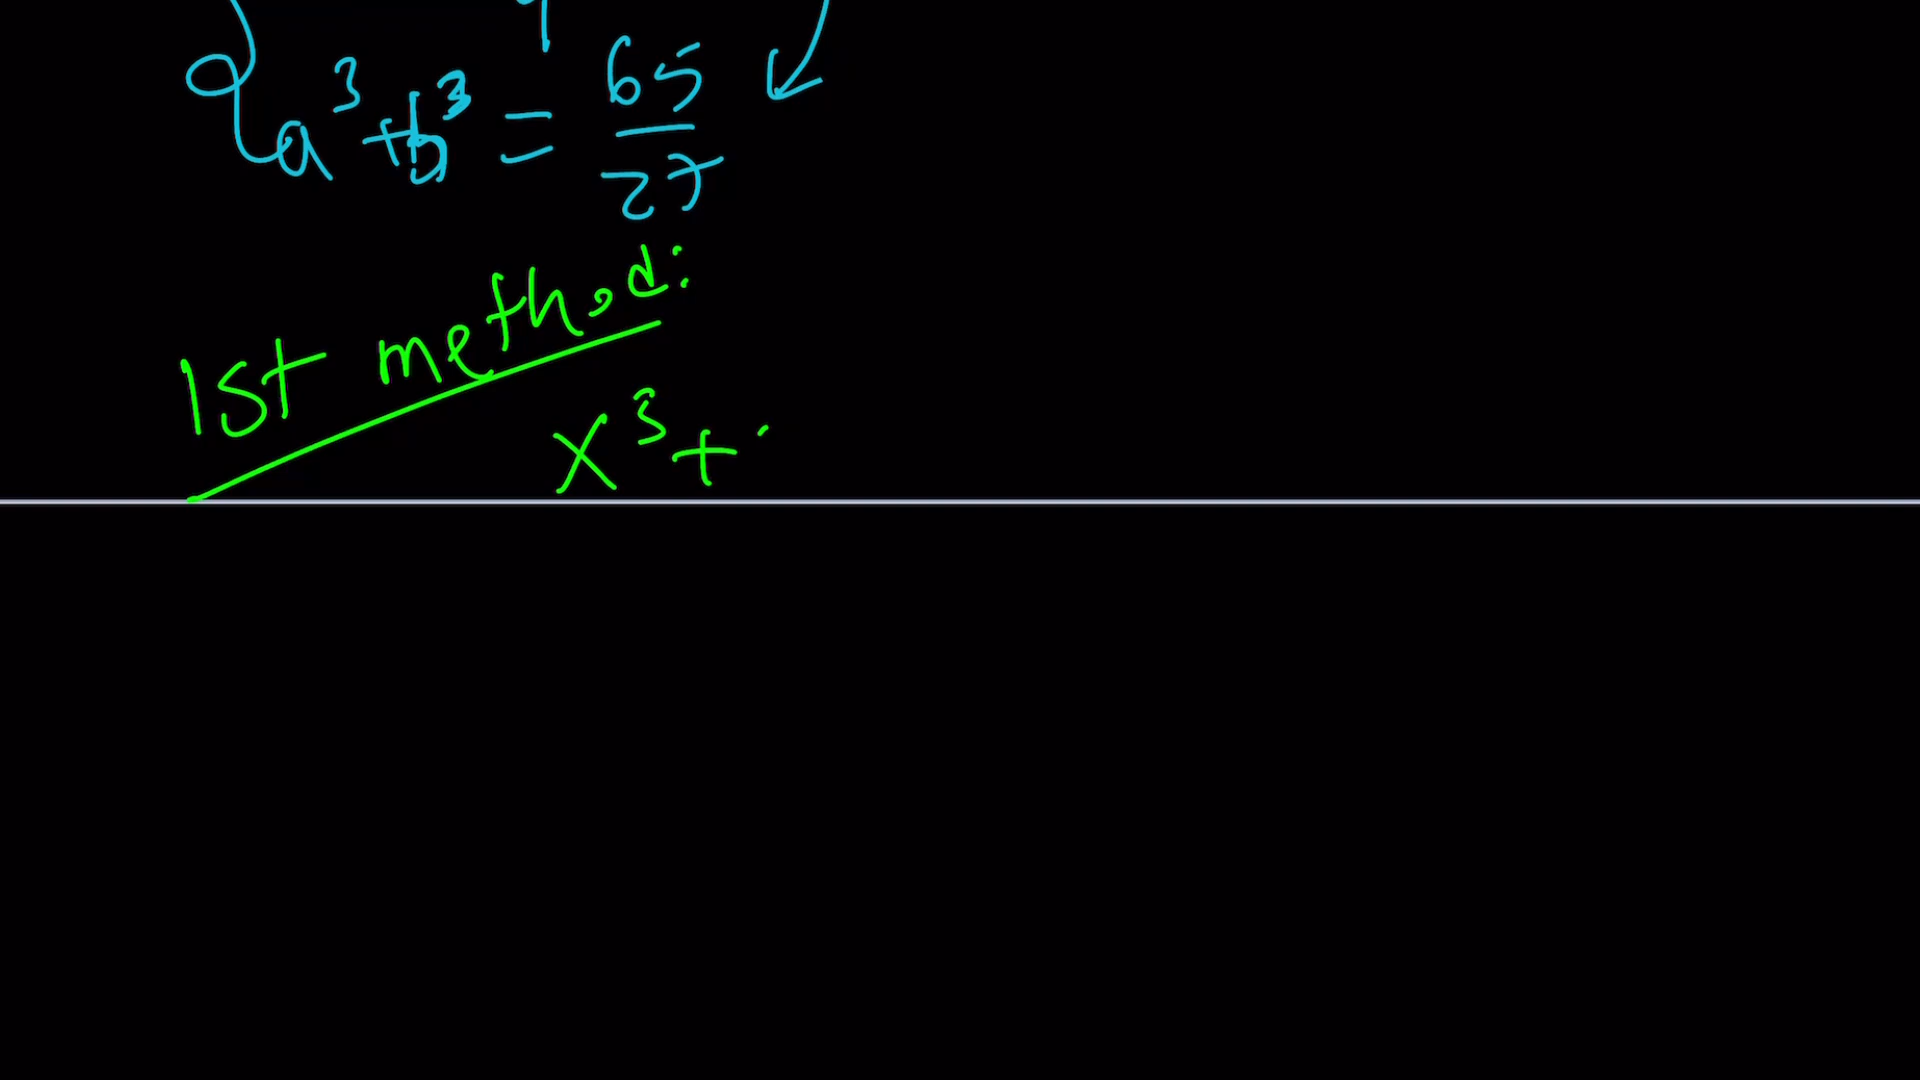 a³+b³ = 65/27
1st method:
x³+